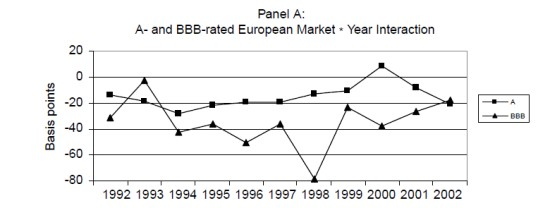 Panel A:
A- and BBB-rated European Market * Year Interaction
20
0
-20
-40
-60
-80
Basis points
1992 1993 1994 1995 1996 1997 1998 1999 2000 2001 2002
A
BBB